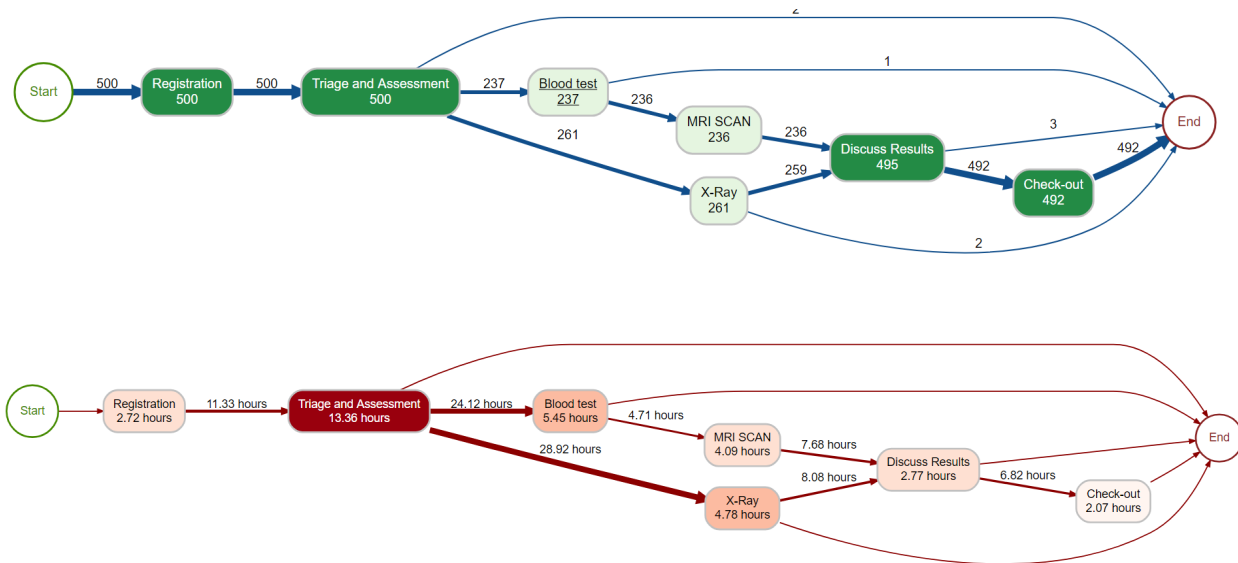 2
Start
500
Registration
500
500
Triage and Assessment
500
237
Blood test
237
1
236
MRI SCAN
236
236
261
X-Ray
261
259
Discuss Results
495
3
492
Check-out
492
492
End
2
Start
Registration
2.72 hours
11.33 hours
Triage and Assessment
13.36 hours
24.12 hours
Blood test
5.45 hours
4.71 hours
MRI SCAN
4.09 hours
7.68 hours
28.92 hours
X-Ray
4.78 hours
8.08 hours
Discuss Results
2.77 hours
6.82 hours
Check-out
2.07 hours
End